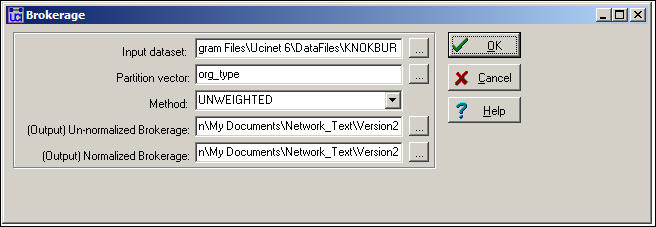 UC Brokerage
Input dataset: gram Files\Ucinet 6\DataFiles\KNOKBUR ... OK
Partition vector: org_type ... Cancel
Method: UNWEIGHTED Help
(Output) Un-normalized Brokerage: n\My Documents\Network_Text\Version2 ...
(Output) Normalized Brokerage: n\My Documents\Network_Text\Version2 ...